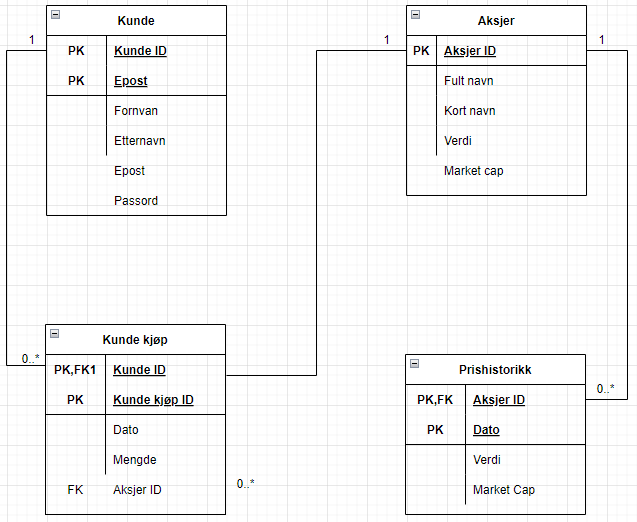 Kunde
PK Kunde ID
PK Epost
Fornvan
Etternavn
Epost
Passord
1
Aksjer
PK Aksjer ID
Fult navn
Kort navn
Verdi
Market cap
1
1
Kunde kjøp
PK,FK1 Kunde ID
PK Kunde kjøp ID
Dato
Mengde
FK Aksjer ID
0..*
0..*
Prishistorikk
PK,FK Aksjer ID
PK Dato
Verdi
Market Cap
0..*